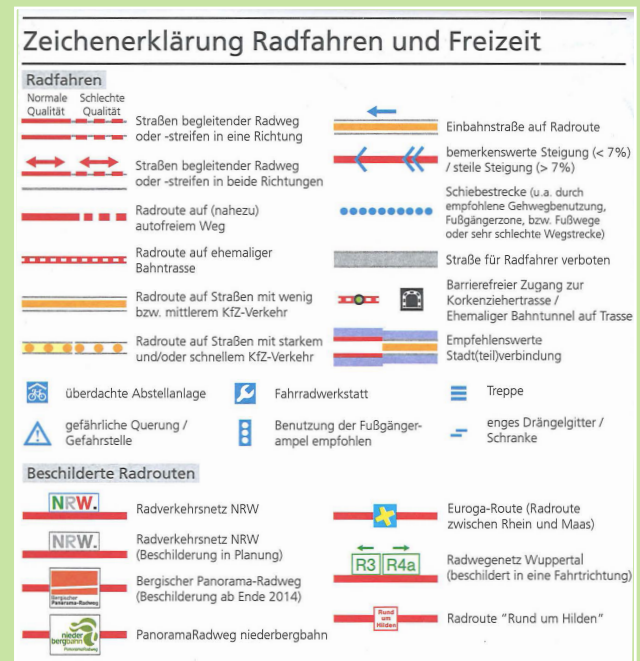 Zeichenerklärung Radfahren und Freizeit
Radfahren
Normale Qualität
Schlechte Qualität
Straßen begleitender Radweg
oder -streifen in eine Richtung
Straßen begleitender Radweg
oder -streifen in beide Richtungen
Radroute auf (nahezu)
autofreiem Weg
Radroute auf ehemaliger
Bahntrasse
Radroute auf Straßen mit wenig
bzw. mittlerem KfZ-Verkehr
Radroute auf Straßen mit starkem
und/oder schnellem KfZ-Verkehr
Einbahnstraße auf Radroute
bemerkenswerte Steigung (< 7%)
/ steile Steigung (> 7%)
Schiebestrecke (u.a. durch
empfohlene Gehwegbenutzung,
Fußgängerzone, bzw. Fußwege
oder sehr schlechte Wegstrecke)
Straße für Radfahrer verboten
Barrierefreier Zugang zur
Korkenziehertrasse /
Ehemaliger Bahntunnel auf Trasse
Empfehlenswerte
Stadt(teil)verbindung
überdachte Abstellanlage
Fahrradwerkstatt
Treppe
gefährliche Querung /
Gefahrstelle
Benutzung der Fußgänger-
ampel empfohlen
enges Drängelgitter /
Schranke
Beschilderte Radrouten
NRW.
Radverkehrsnetz NRW
NRW.
Radverkehrsnetz NRW
(Beschilderung in Planung)
Bergischer
Panorama-Radweg
Bergischer Panorama-Radweg
(Beschilderung ab Ende 2014)
nieder
bergbahn
PanoramaRadweg
PanoramaRadweg niederbergbahn
Euroga-Route (Radroute
zwischen Rhein und Maas)
R3 R4a
Radwegenetz Wuppertal
(beschildert in eine Fahrtrichtung)
Rund
um
Hilden
Radroute "Rund um Hilden"